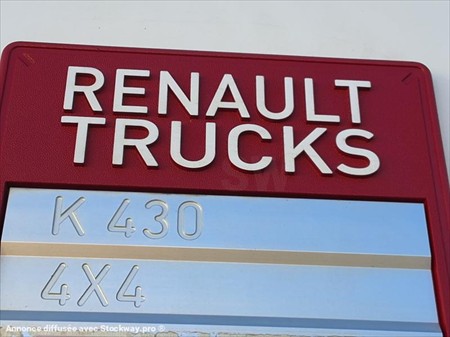 RENAULT
TRUCKS
K 430
4X4
Annonce diffusée avec Stockway.pro ©